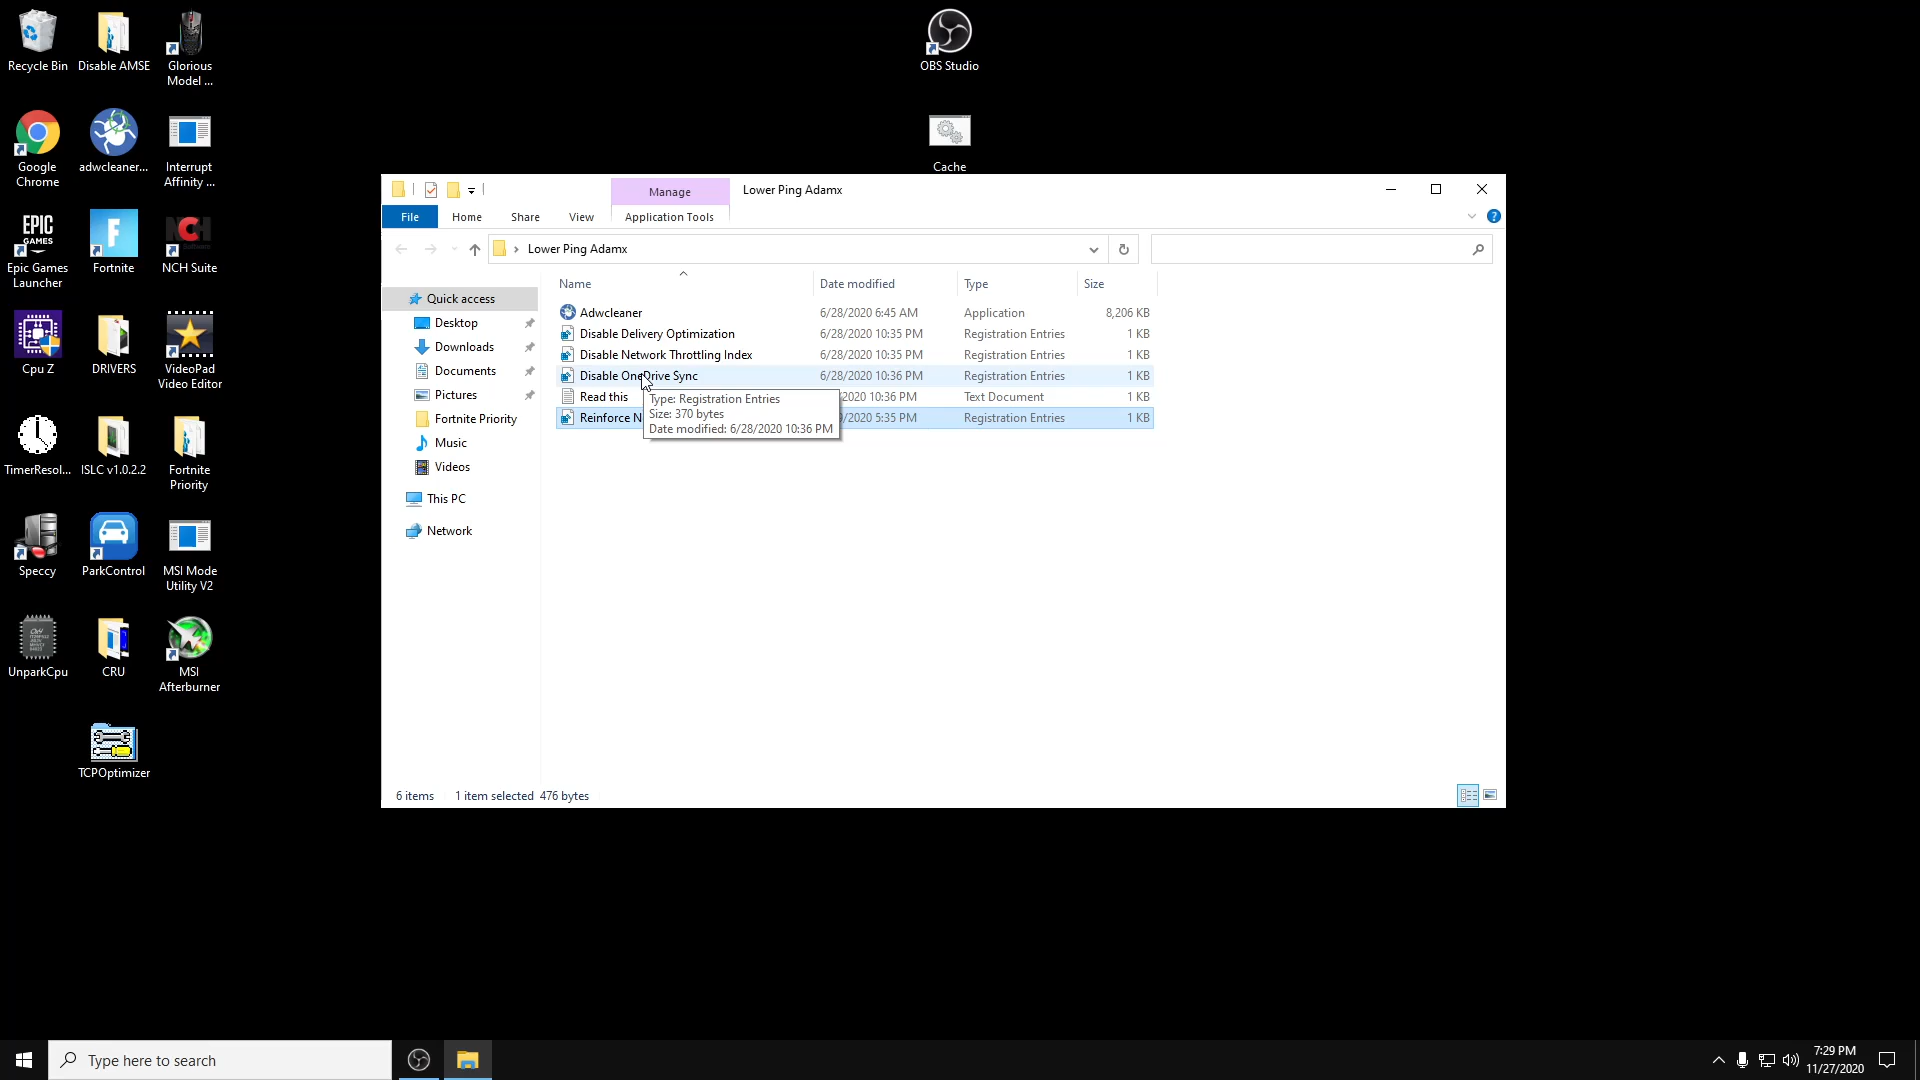 Recycle Bin
Disable AMSE
Glorious
Model ...
OBS Studio
Google
Chrome
adwcleaner...
Interrupt
Affinity ...
Cache
EPIC
GAMES
Epic Games
Launcher
F
Fortnite
NCH
Software
NCH Suite
Cpu Z
DRIVERS
VideoPad
Video Editor
TimerResol...
ISLC v1.0.2.2
Fortnite
Priority
Speccy
ParkControl
MSI Mode
Utility V2
UnparkCpu
CRU
MSI
Afterburner
TCPOptimizer
Manage
Lower Ping Adamx
File
Home
Share
View
Application Tools
?
Lower Ping Adamx
Quick access
Desktop
Downloads
Documents
Pictures
Fortnite Priority
Music
Videos
This PC
Network
Name
Date modified
Type
Size
Adwcleaner
6/28/2020 6:45 AM
Application
8,206 KB
Disable Delivery Optimization
6/28/2020 10:35 PM
Registration Entries
1 KB
Disable Network Throttling Index
6/28/2020 10:35 PM
Registration Entries
1 KB
Disable OneDrive Sync
6/28/2020 10:36 PM
Registration Entries
1 KB
Read this
2020 10:36 PM
Text Document
1 KB
Reinforce N
/2020 5:35 PM
Registration Entries
1 KB
Type: Registration Entries
Size: 370 bytes
Date modified: 6/28/2020 10:36 PM
6 items
1 item selected 476 bytes
Type here to search
7:29 PM
11/27/2020